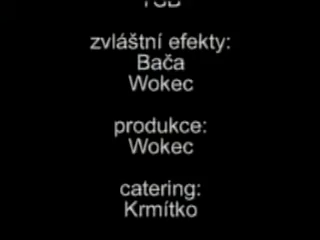 zvláštní efekty:
Bača
Wokec
produkce:
Wokec
catering:
Krmítko